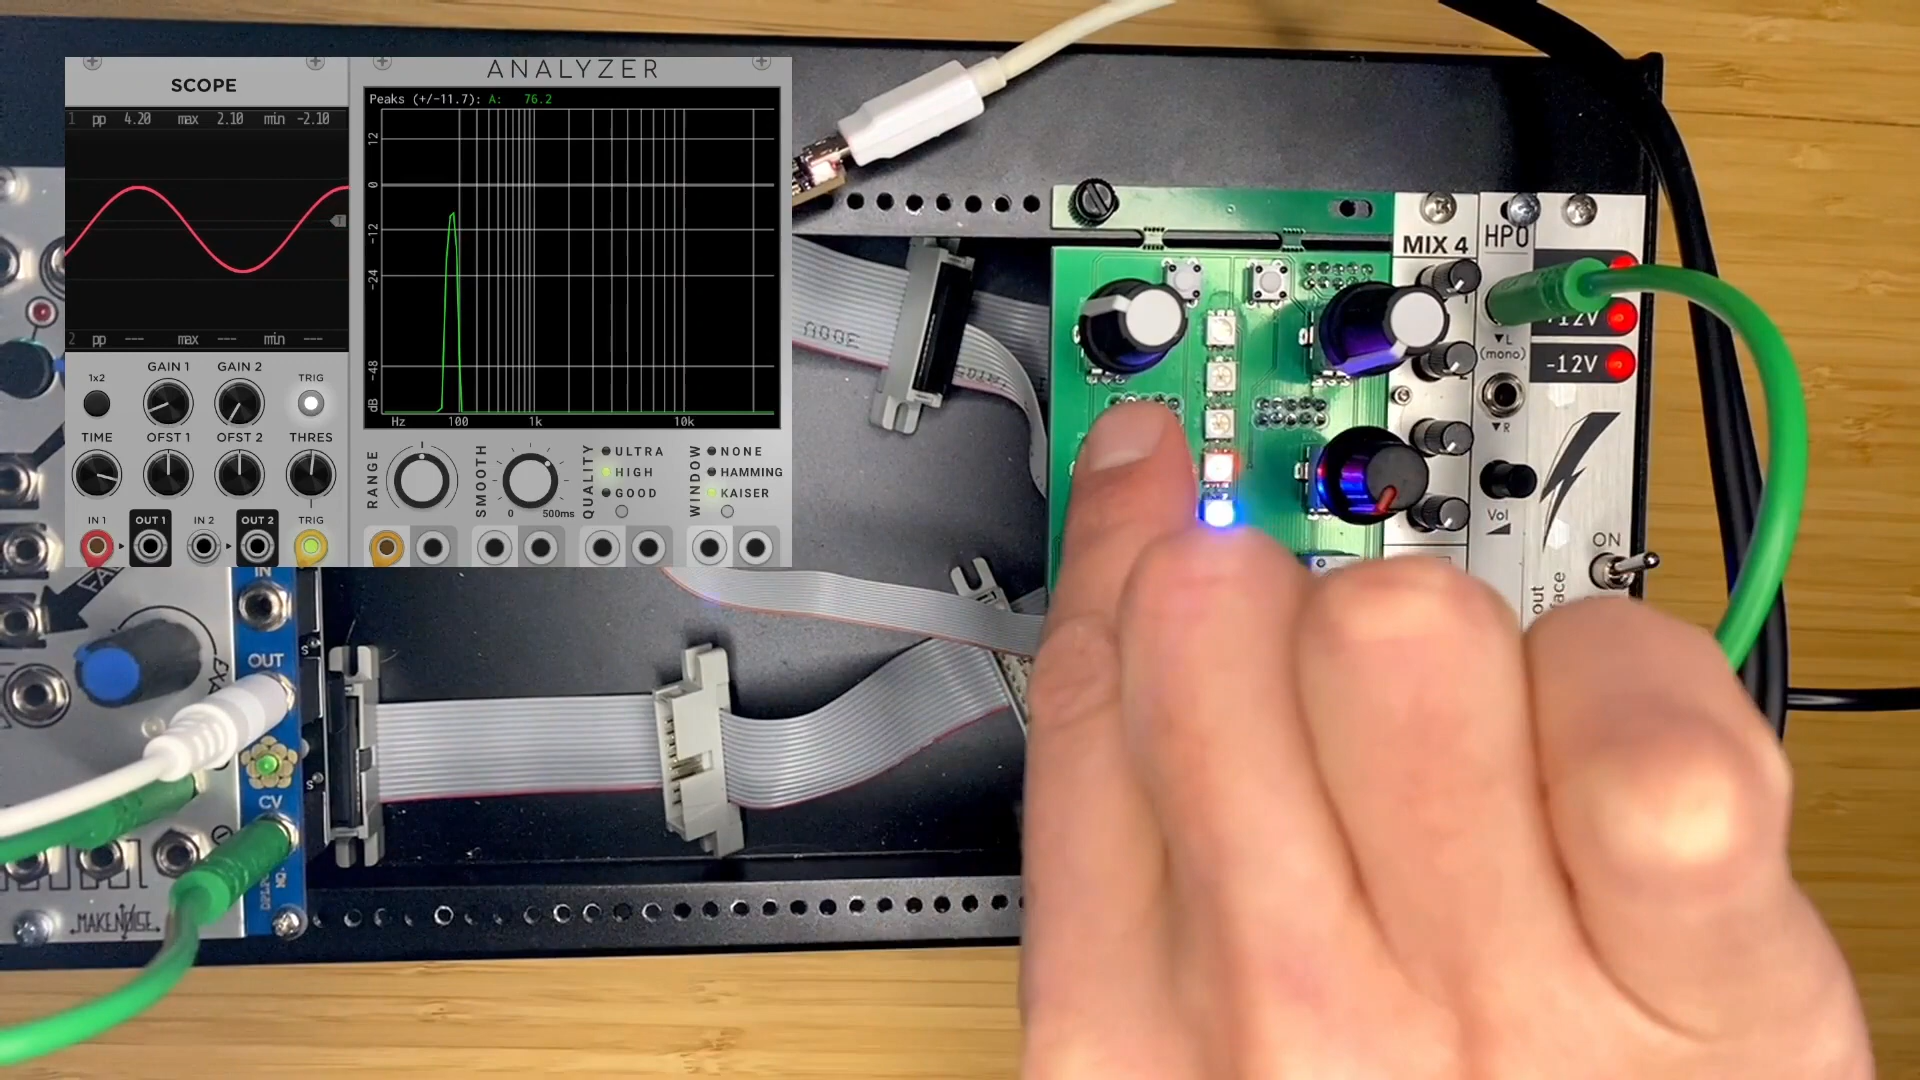 SCOPE
1 pp 4.20 max 2.10 min -2.10
2 pp --- max --- min ---
GAIN 1 GAIN 2
1x2 TRIG
TIME OFST 1 OFST 2 THRES
IN 1 OUT 1 IN 2 OUT 2 TRIG
ANALYZER
Peaks (+/-11.7): A: 76.2
12
0
-12
-24
-48
dB
Hz 100 1k 10k
RANGE
SMOOTH
0 500ms
QUALITY
ULTRA
HIGH
GOOD
WINDOW
NONE
HAMMING
KAISER
MIX 4
HPO
+12V
L
(mono)
-12V
R
Vol
ON
out
IN
OUT
CV
MAKENOISE